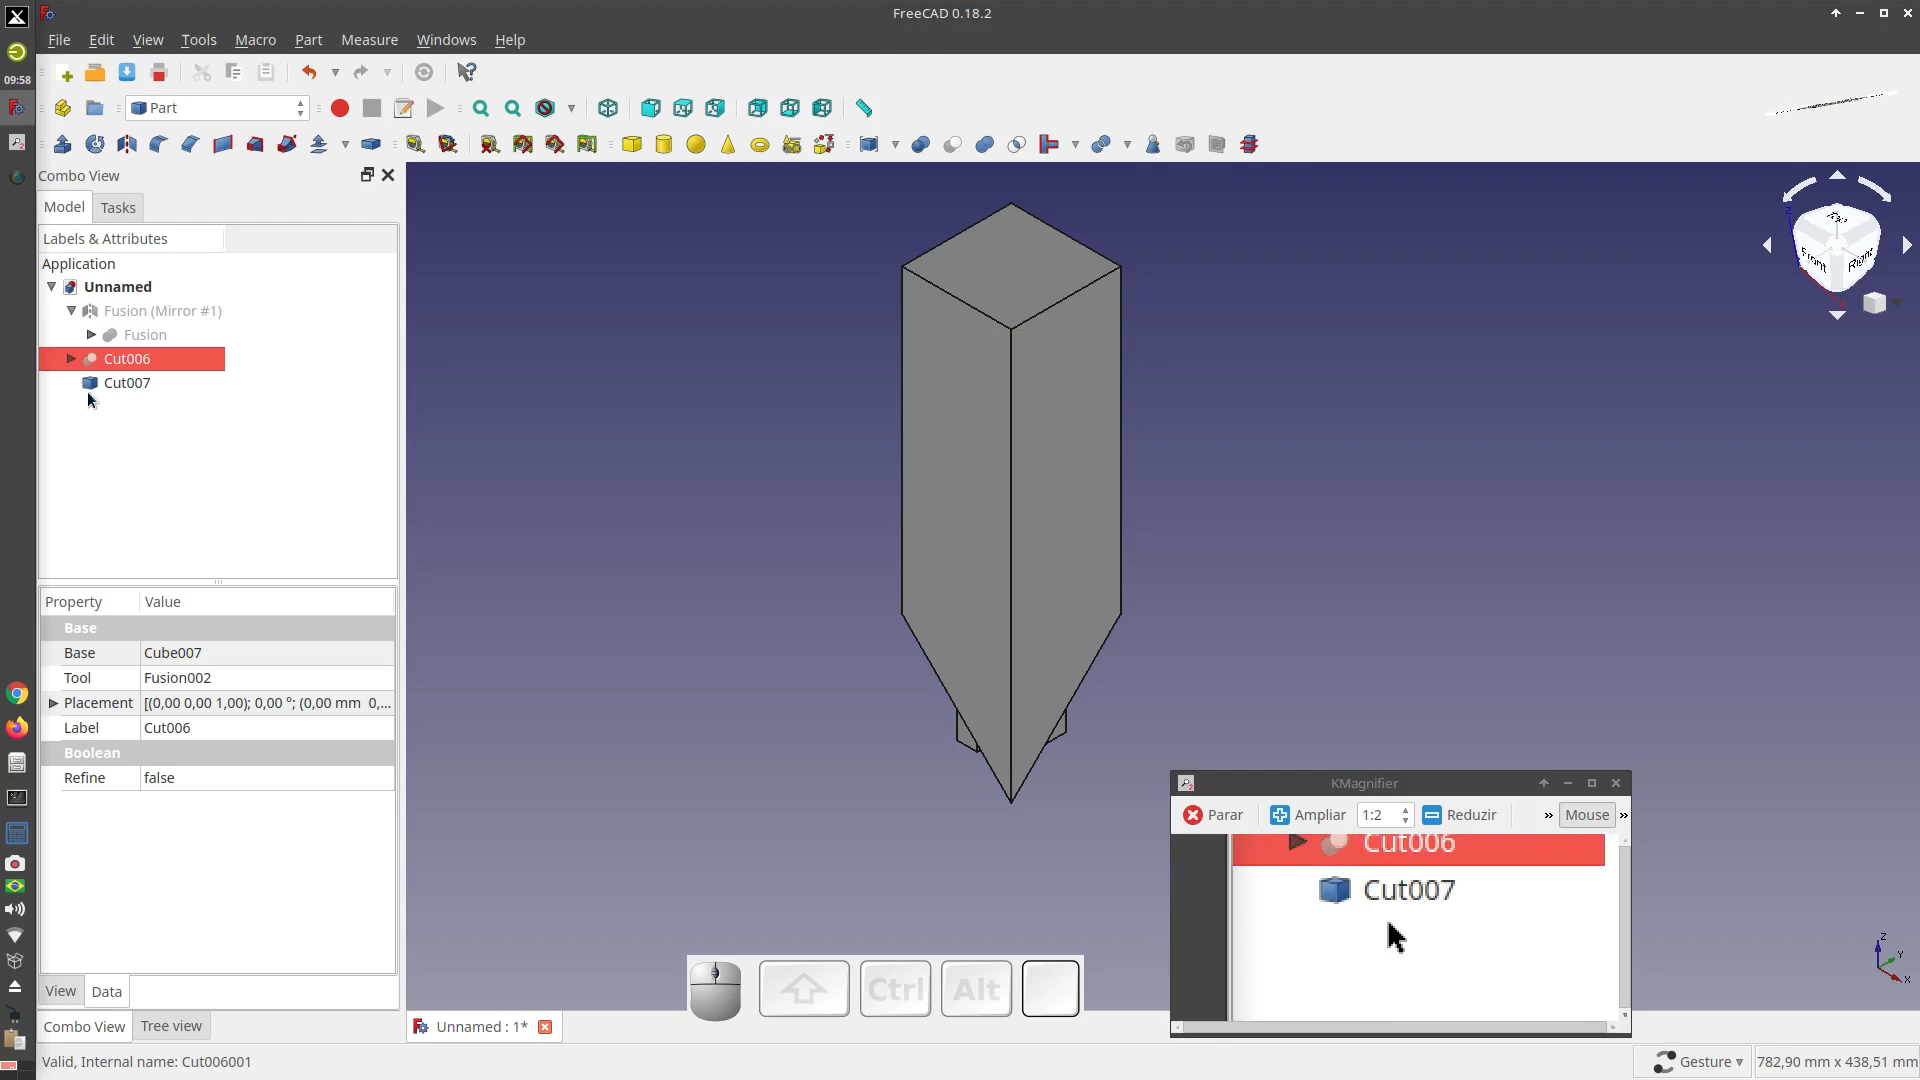 FreeCAD 0.18.2
File Edit View Tools Macro Part Measure Windows Help
09:58
Part
Combo View
Model Tasks
Labels & Attributes
Application
Unnamed
Fusion (Mirror #1)
Fusion
Cut006
Cut007
Property Value
Base
Base Cube007
Tool Fusion002
Placement [(0,00 0,00 1,00); 0,00 °; (0,00 mm 0,...
Label Cut006
Boolean
Refine false
View Data
Combo View Tree view
Top
Front
Right
Z
Y
X
KMagnifier
Parar Ampliar 1:2 Reduzir » Mouse »
Cut006
Cut007
Ctrl Alt
Unnamed : 1*
Valid, Internal name: Cut006001
Gesture
782,90 mm x 438,51 mm